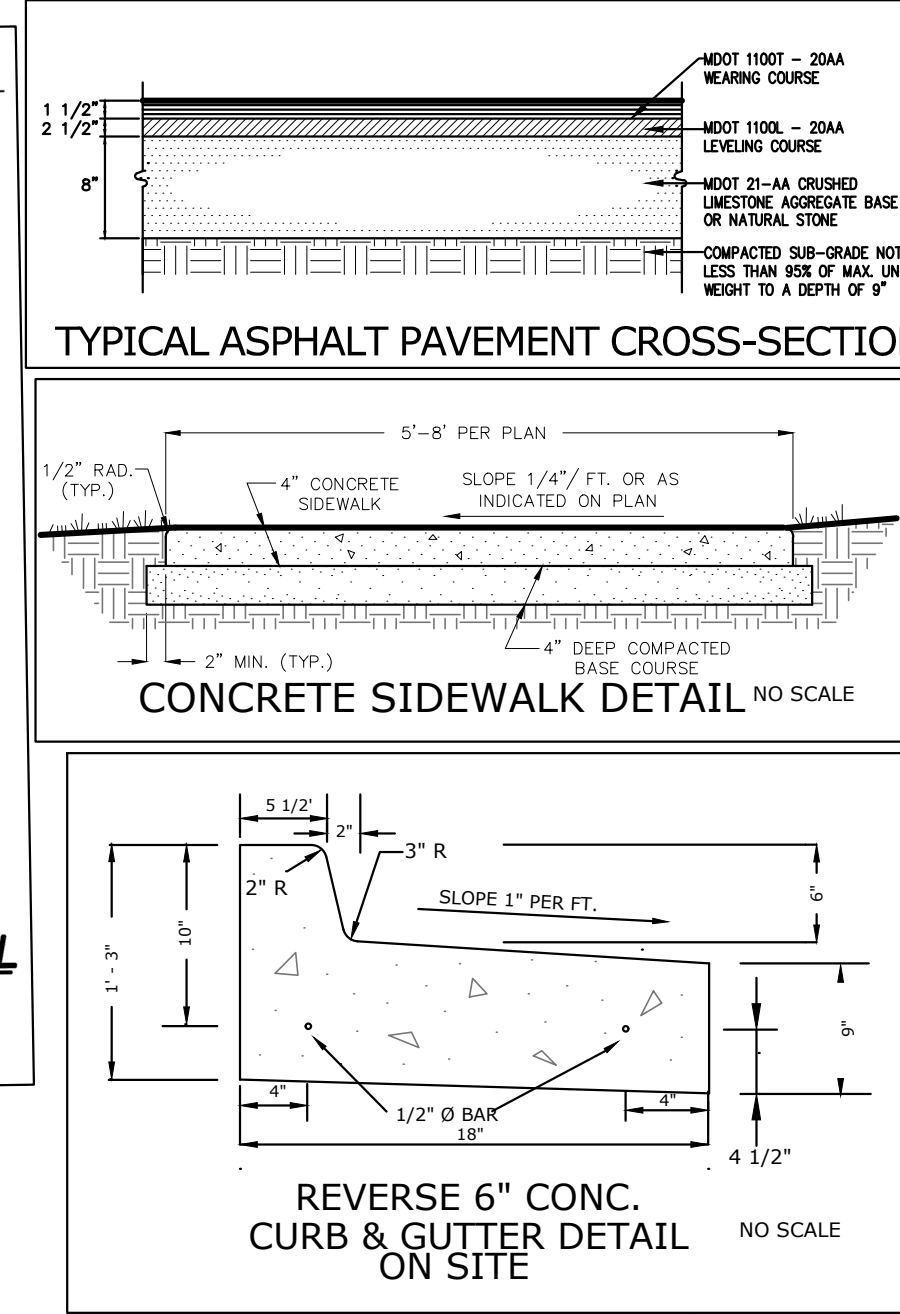 MDOT 1100T - 20AA
WEARING COURSE
1 1/2"
2 1/2"
MDOT 1100L - 20AA
LEVELING COURSE
8"
MDOT 21-AA CRUSHED
LIMESTONE AGGREGATE BASE
OR NATURAL STONE
COMPACTED SUB-GRADE NOT
LESS THAN 95% OF MAX. UN
WEIGHT TO A DEPTH OF 9"
TYPICAL ASPHALT PAVEMENT CROSS-SECTIO
5'-8' PER PLAN
1/2" RAD.
(TYP.)
4" CONCRETE
SIDEWALK
SLOPE 1/4"/ FT. OR AS
INDICATED ON PLAN
2" MIN. (TYP.)
4" DEEP COMPACTED
BASE COURSE
CONCRETE SIDEWALK DETAIL NO SCALE
5 1/2'
2"
3" R
2" R
SLOPE 1" PER FT.
6"
10"
1' - 3"
9"
4"
1/2" Ø BAR
4"
18"
4 1/2"
REVERSE 6" CONC.
CURB & GUTTER DETAIL
ON SITE
NO SCALE
L